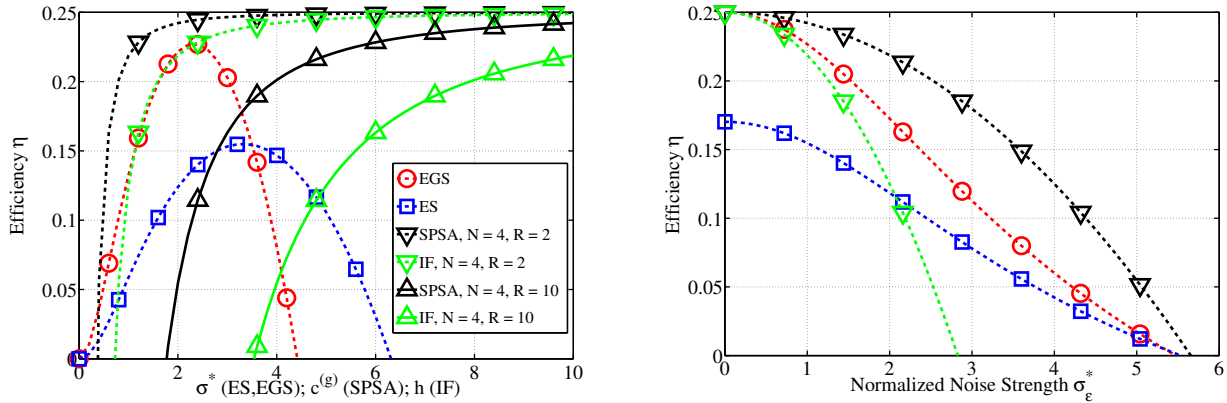 0.25
0.2
0.15
0.1
0.05
0
Efficiency η
0 2 4 6 8 10
σ* (ES,EGS); c^(g) (SPSA); h (IF)
EGS
ES
SPSA, N = 4, R = 2
IF, N = 4, R = 2
SPSA, N = 4, R = 10
IF, N = 4, R = 10
0.25
0.2
0.15
0.1
0.05
0
Efficiency η
0 1 2 3 4 5 6
Normalized Noise Strength σ*_ε